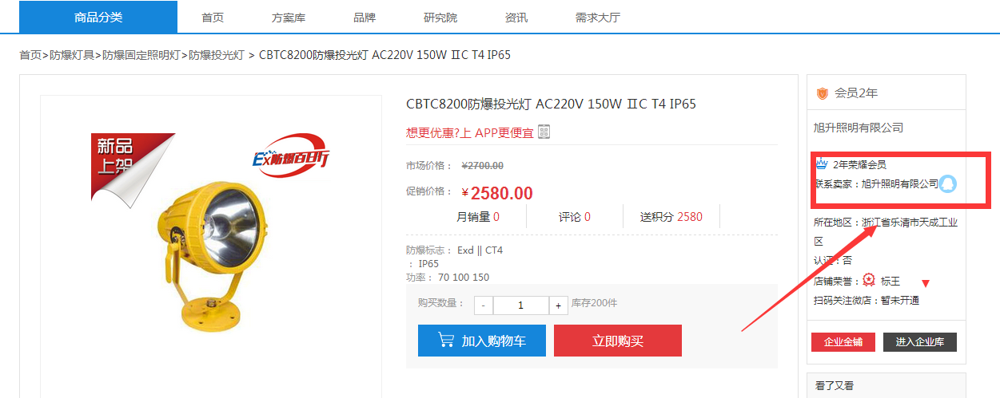 商品分类
首页
方案库
品牌
研究院
资讯
需求大厅
首页>防爆灯具>防爆固定照明灯>防爆投光灯 > CBTC8200防爆投光灯 AC220V 150W ⅡC T4 IP65
新品
上架
Ex防爆百日厅
CBTC8200防爆投光灯 AC220V 150W ⅡC T4 IP65
想更优惠?上 APP更便宜
市场价格： ¥2700.00
促销价格： ¥ 2580.00
月销量 0
评论 0
送积分 2580
防爆标志： Exd || CT4
： IP65
功率： 70 100 150
购买数量： - 1 + 库存200件
加入购物车
立即购买
会员2年
旭升照明有限公司
2年荣耀会员
联系卖家：旭升照明有限公司
所在地区：浙江省乐清市天成工业
区
认证：否
店铺荣誉： 标王
扫码关注微店：暂未开通
企业金铺
进入企业库
看了又看